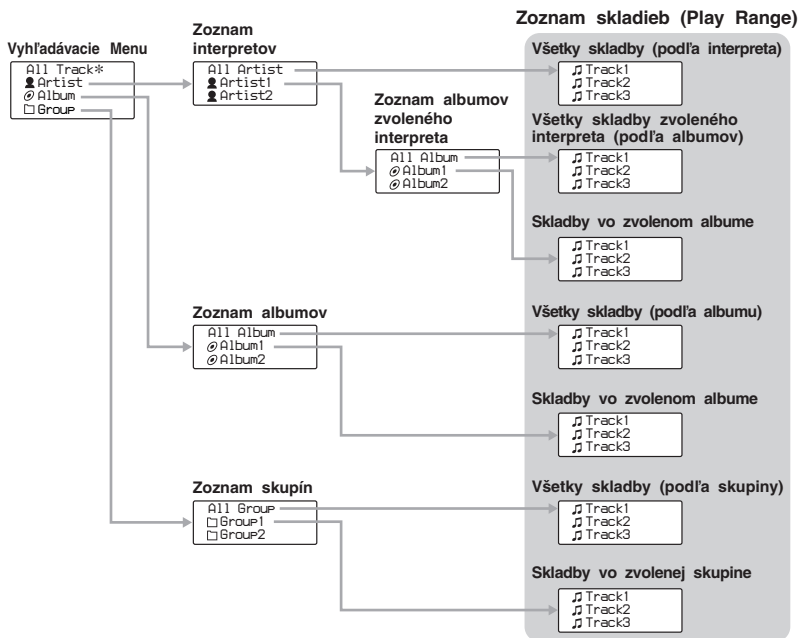 Zoznam skladieb (Play Range)
Vyhľadávacie Menu
All Track*
Artist
Album
Group
Zoznam
interpretov
All Artist
Artist1
Artist2
Zoznam albumov
zvoleného
interpreta
All Album
Album1
Album2
Všetky skladby (podľa interpreta)
Track1
Track2
Track3
Všetky skladby zvoleného
interpreta (podľa albumov)
Track1
Track2
Track3
Skladby vo zvolenom albume
Track1
Track2
Track3
Zoznam albumov
All Album
Album1
Album2
Všetky skladby (podľa albumu)
Track1
Track2
Track3
Skladby vo zvolenom albume
Track1
Track2
Track3
Zoznam skupín
All Group
Group1
Group2
Všetky skladby (podľa skupiny)
Track1
Track2
Track3
Skladby vo zvolenej skupine
Track1
Track2
Track3